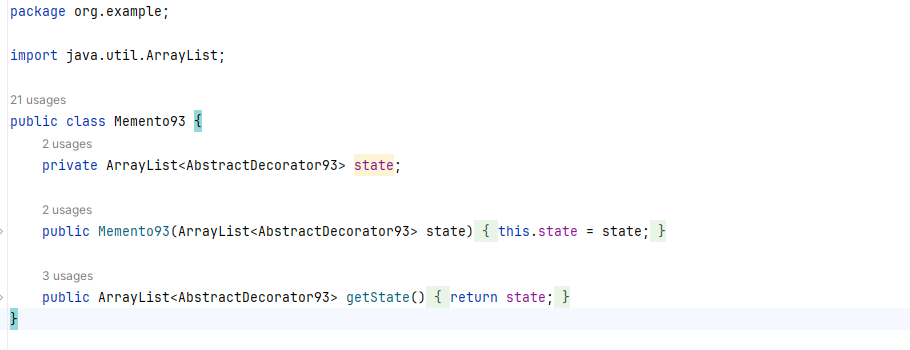 package org.example;
import java.util.ArrayList;
21 usages
public class Memento93 {
2 usages
private ArrayList<AbstractDecorator93> state;
2 usages
public Memento93(ArrayList<AbstractDecorator93> state) { this.state = state; }
3 usages
public ArrayList<AbstractDecorator93> getState() { return state; }
}